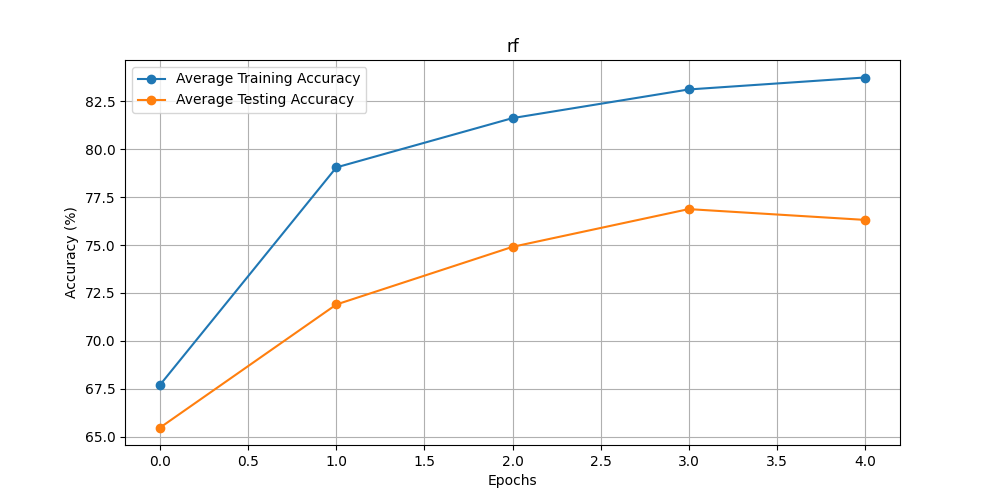 rf
Average Training Accuracy
Average Testing Accuracy
Accuracy (%)
82.5
80.0
77.5
75.0
72.5
70.0
67.5
65.0
0.0 0.5 1.0 1.5 2.0 2.5 3.0 3.5 4.0
Epochs